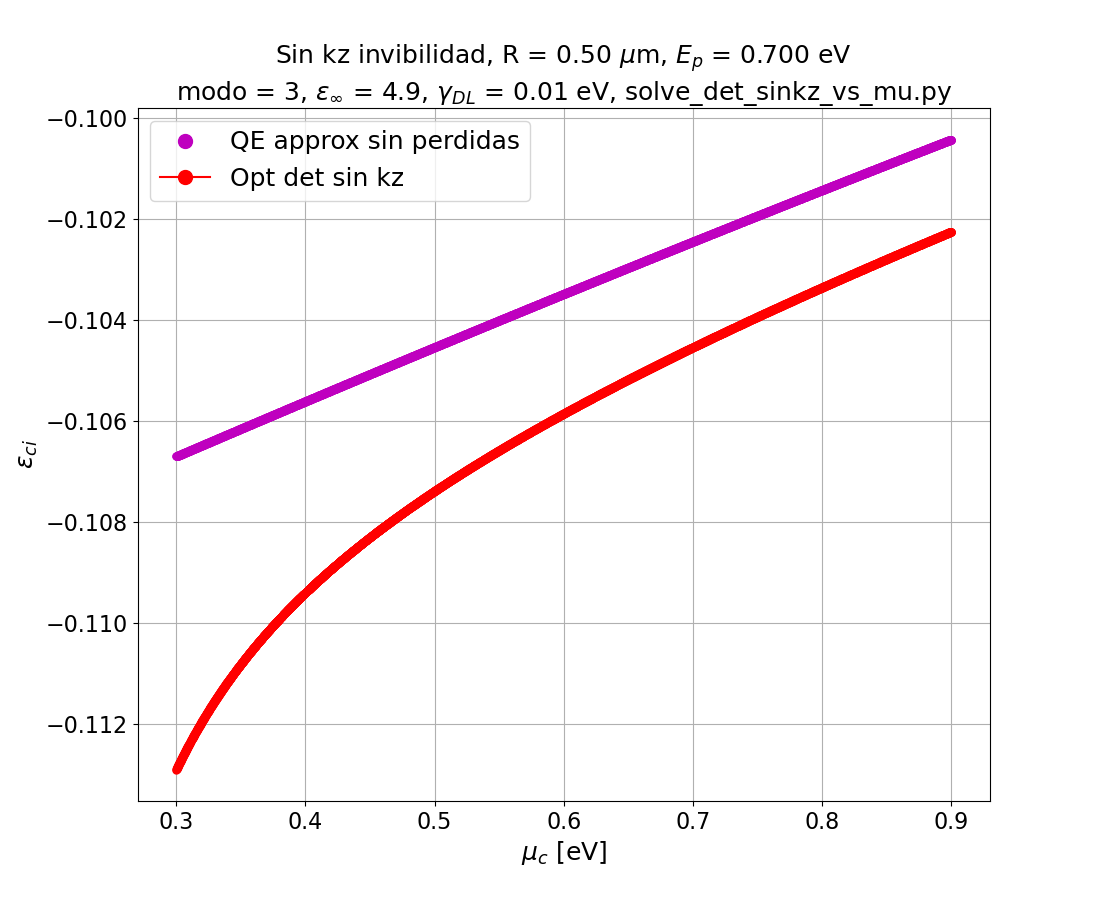 Sin kz invibilidad, R = 0.50 μm, E_p = 0.700 eV
modo = 3, ε_∞ = 4.9, γ_DL = 0.01 eV, solve_det_sinkz_vs_mu.py
−0.100
QE approx sin perdidas
Opt det sin kz
−0.102
−0.104
−0.106
−0.108
−0.110
−0.112
ε_ci
0.3 0.4 0.5 0.6 0.7 0.8 0.9
μ_c [eV]